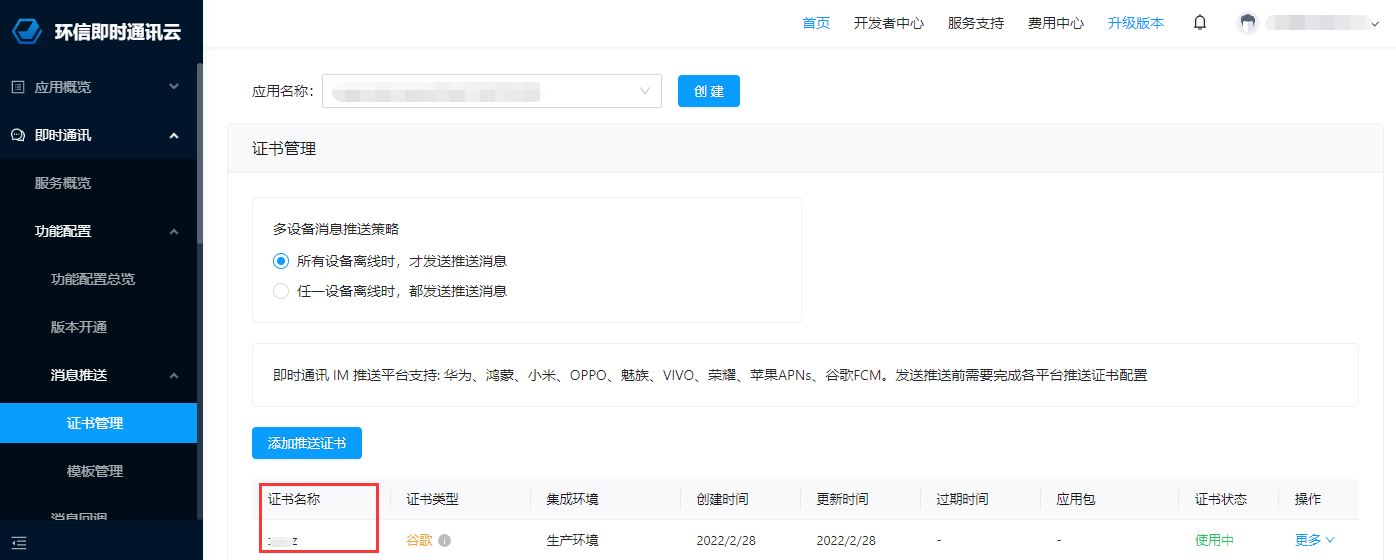 环信即时通讯云
首页 开发者中心 服务支持 费用中心 升级版本
应用概览
即时通讯
服务概览
功能配置
功能配置总览
版本开通
消息推送
证书管理
模板管理
消息回调
应用名称: 创 建
证书管理
多设备消息推送策略
所有设备离线时，才发送推送消息
任一设备离线时，都发送推送消息
即时通讯 IM 推送平台支持: 华为、鸿蒙、小米、OPPO、魅族、VIVO、荣耀、苹果APNs、谷歌FCM。发送推送前需要完成各平台推送证书配置
添加推送证书
证书名称 证书类型 集成环境 创建时间 更新时间 过期时间 应用包 证书状态 操作
谷歌 生产环境 2022/2/28 2022/2/28 - - 使用中 更多